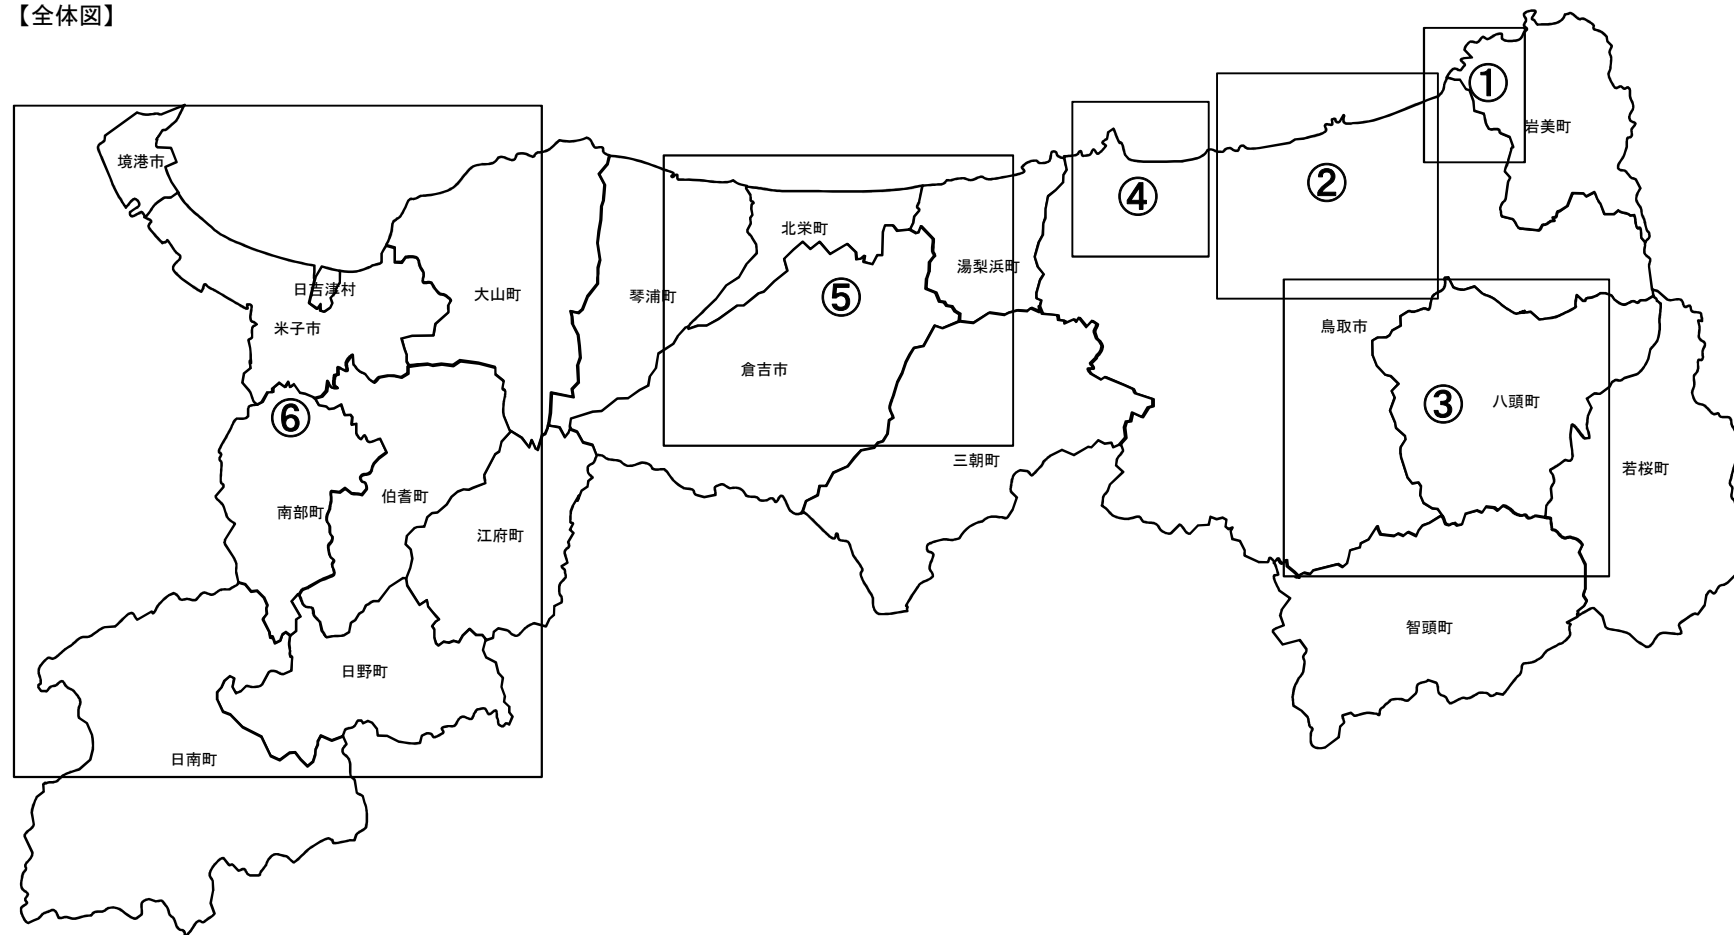 【全体図】
①
岩美町
境港市
②
④
北栄町
湯梨浜町
日吉津村
大山町
琴浦町
⑤
米子市
鳥取市
倉吉市
③
八頭町
⑥
三朝町
若桜町
伯耆町
南部町
江府町
智頭町
日野町
日南町